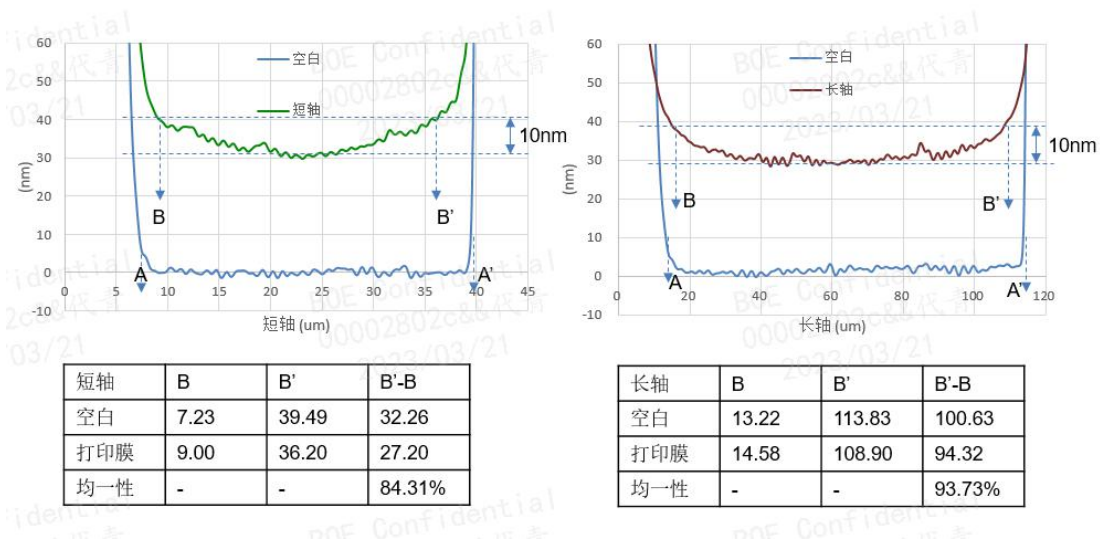 60
50
40
30
20
10
0
-10
(nm)
空白
短轴
10nm
B
B’
A
A’
0 5 10 15 20 25 30 35 40 45
短轴 (um)
60
50
40
30
20
10
0
-10
(nm)
空白
长轴
10nm
B
B’
A
A’
0 20 40 60 80 100 120
长轴 (um)
短轴 B B’ B’-B
空白 7.23 39.49 32.26
打印膜 9.00 36.20 27.20
均一性 - - 84.31%
长轴 B B’ B’-B
空白 13.22 113.83 100.63
打印膜 14.58 108.90 94.32
均一性 - - 93.73%
BOE Confidential
00002802c&&代青
2023/03/21